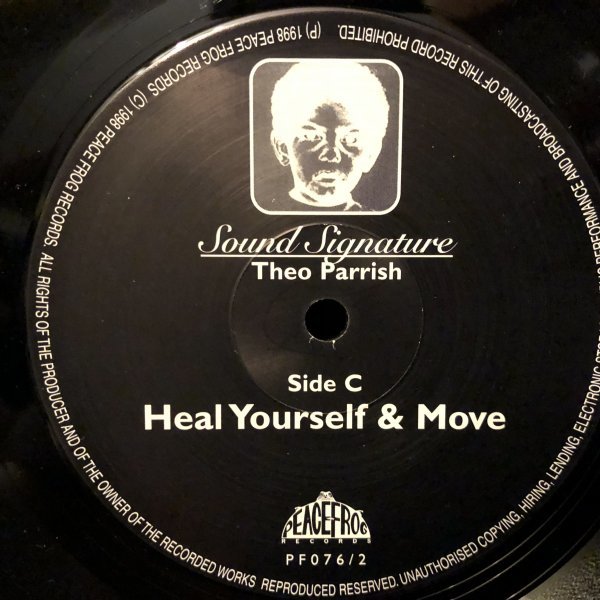 Sound Signature
Theo Parrish
Side C
Heal Yourself & Move
PEACEFROG
RECORDS
PF076/2
(P) 1998 PEACE FROG RECORDS (C) 1998 PEACE FROG RECORDS. ALL RIGHTS OF THE PRODUCER AND OF THE OWNER OF THE RECORDED WORKS REPRODUCED RESERVED. UNAUTHORISED COPYING, HIRING, LENDING, ELECTRONIC PERFORMANCE AND BROADCASTING OF THIS RECORD PROHIBITED.